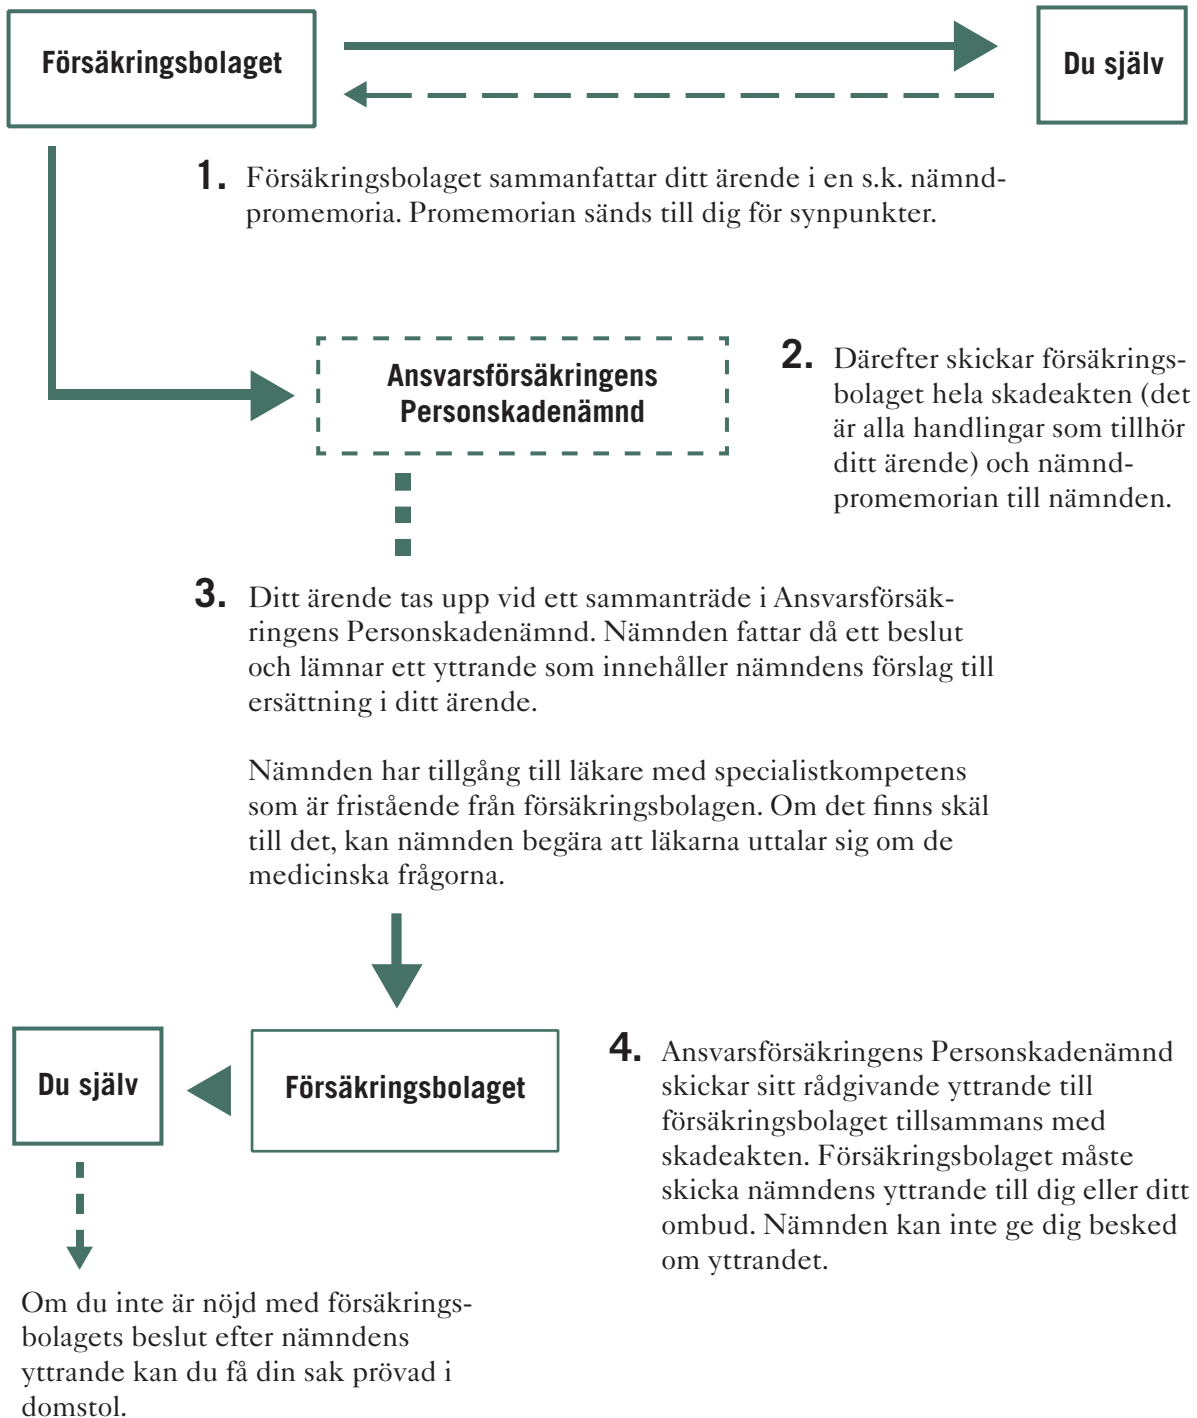 Försäkringsbolaget
Du själv
1. Försäkringsbolaget sammanfattar ditt ärende i en s.k. nämnd-
promemoria. Promemorian sänds till dig för synpunkter.
Ansvarsförsäkringens
Personskadenämnd
2. Därefter skickar försäkrings-
bolaget hela skadeakten (det
är alla handlingar som tillhör
ditt ärende) och nämnd-
promemorian till nämnden.
3. Ditt ärende tas upp vid ett sammanträde i Ansvarsförsäk-
ringens Personskadenämnd. Nämnden fattar då ett beslut
och lämnar ett yttrande som innehåller nämndens förslag till
ersättning i ditt ärende.
Nämnden har tillgång till läkare med specialistkompetens
som är fristående från försäkringsbolagen. Om det finns skäl
till det, kan nämnden begära att läkarna uttalar sig om de
medicinska frågorna.
Du själv
Försäkringsbolaget
4. Ansvarsförsäkringens Personskadenämnd
skickar sitt rådgivande yttrande till
försäkringsbolaget tillsammans med
skadeakten. Försäkringsbolaget måste
skicka nämndens yttrande till dig eller ditt
ombud. Nämnden kan inte ge dig besked
om yttrandet.
Om du inte är nöjd med försäkrings-
bolagets beslut efter nämndens
yttrande kan du få din sak prövad i
domstol.